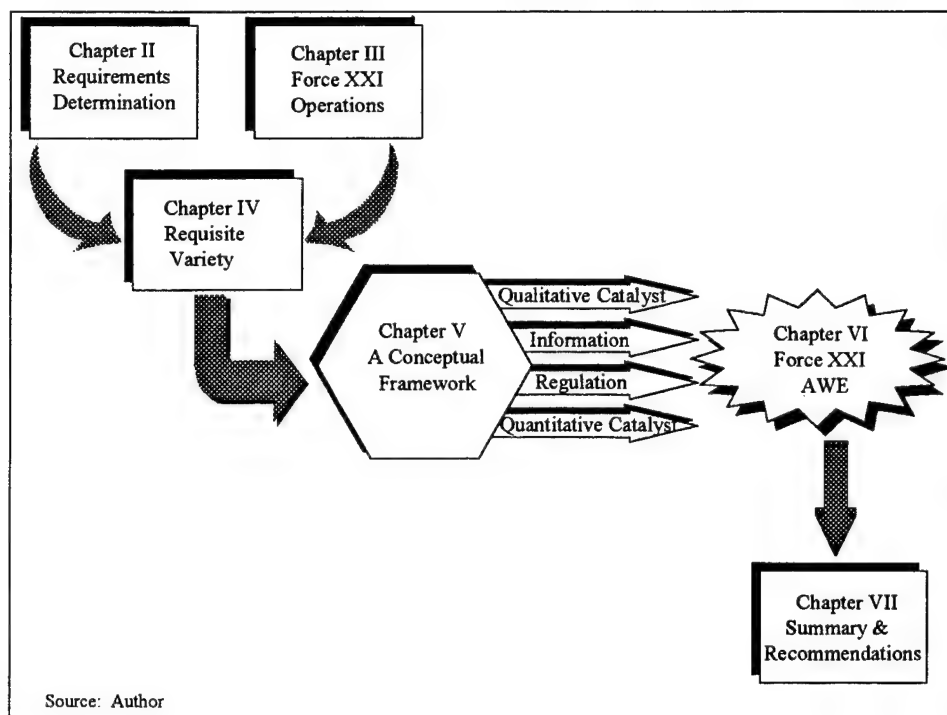 Chapter II
Requirements
Determination
Chapter III
Force XXI
Operations
Chapter IV
Requisite
Variety
Chapter V
A Conceptual
Framework
Qualitative Catalyst
Information
Regulation
Quantitative Catalyst
Chapter VI
Force XXI
AWE
Chapter VII
Summary &
Recommendations
Source: Author